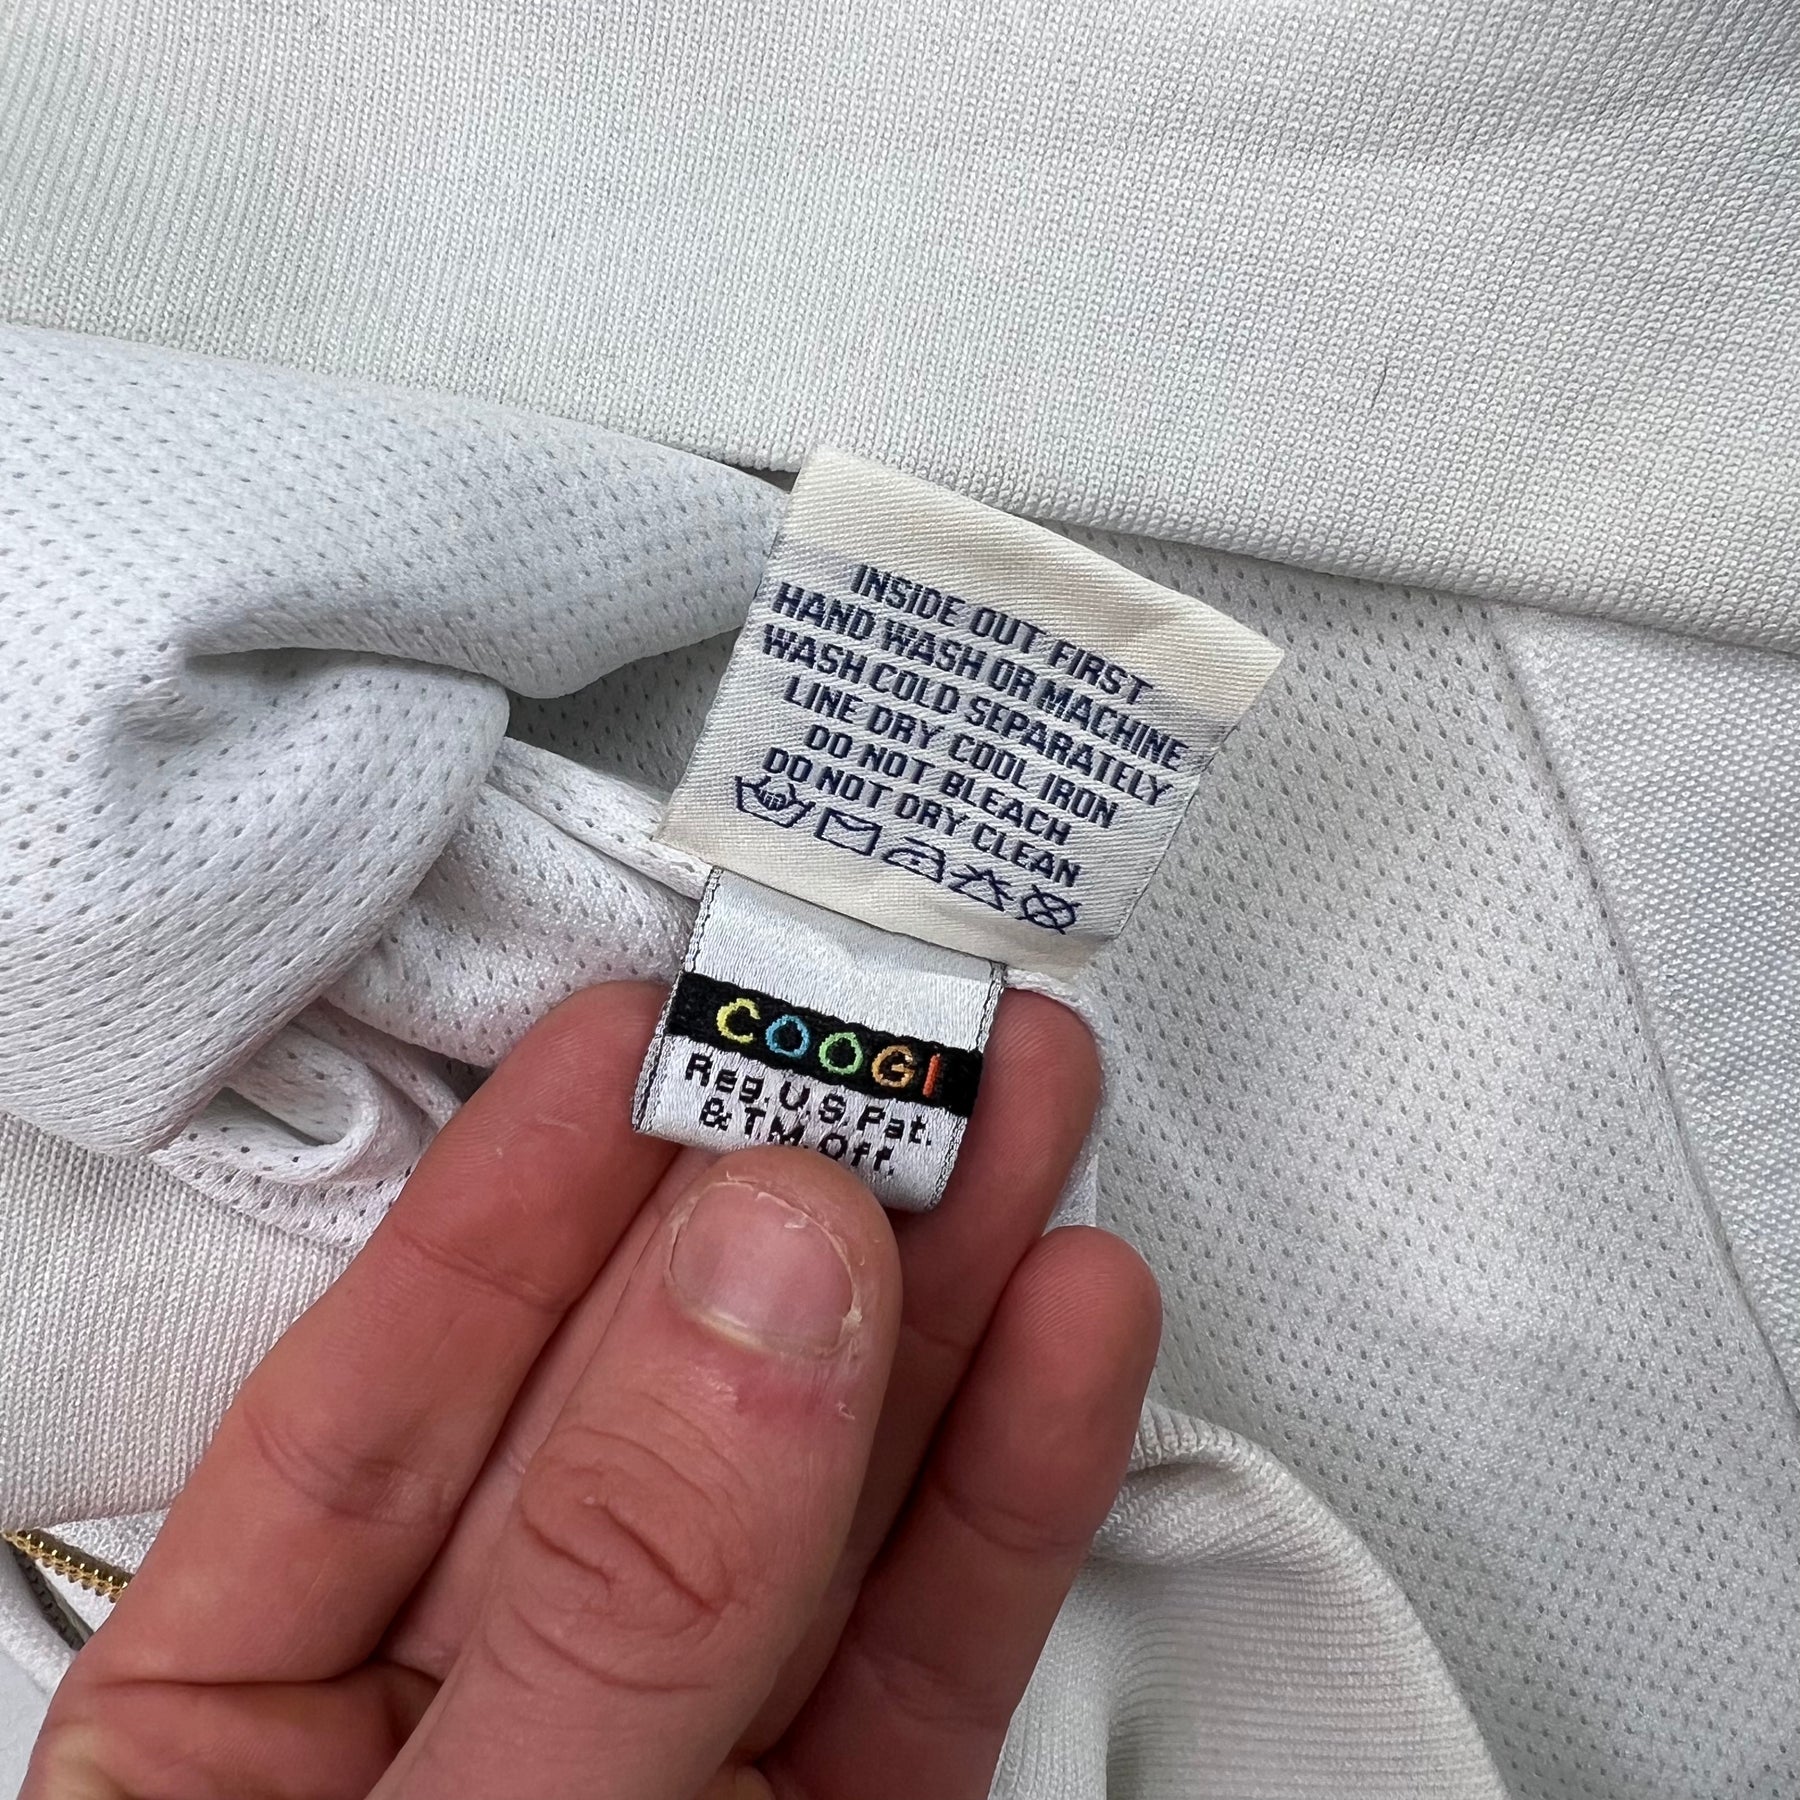 INSIDE OUT FIRST
HAND WASH OR MACHINE
WASH COLD SEPARATELY
LINE DRY COOL IRON
DO NOT BLEACH
DO NOT DRY CLEAN
COOGI
Reg. U.S. Pat.
& T.M. Off.